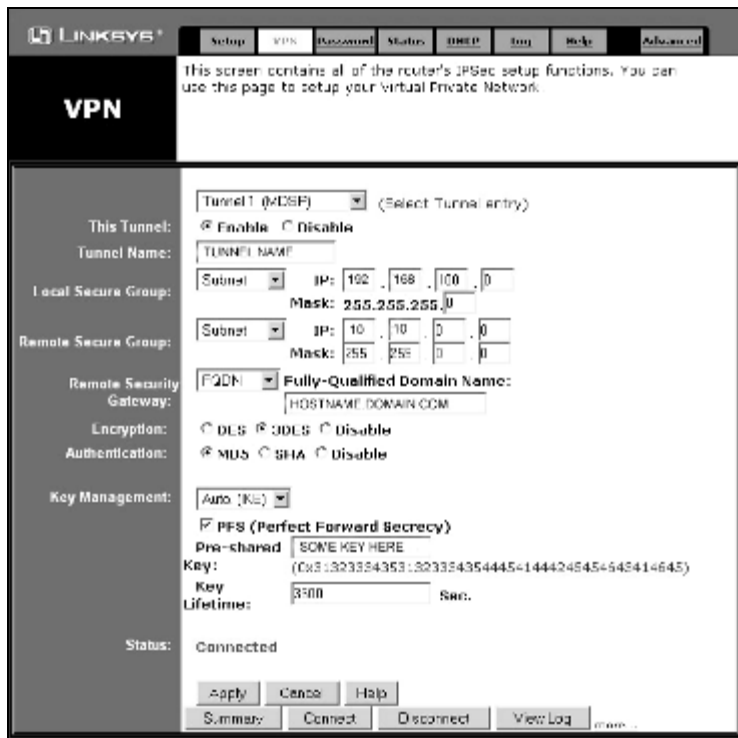 LINKSYS®
Setup VPN Password Status DHCP Log Help Advanced
VPN
This screen contains all of the router's IPSec setup functions. You can
use this page to setup your Virtual Private Network
Tunnel 1 (MDSP) (Select Tunnel entry)
This Tunnel: Enable Disable
Tunnel Name: TUNNEL NAME
Local Secure Group: Subnet IP: 192 . 168 . 100 . 0
Mask: 255.255.255.0
Remote Secure Group: Subnet IP: 10 . 10 . 0 . 0
Mask: 255 . 255 . 0 . 0
Remote Security Gateway: FQDN Fully-Qualified Domain Name:
HOSTNAME.DOMAIN.COM
Encryption: DES 3DES Disable
Authentication: MD5 SHA Disable
Key Management: Auto. (IKE)
PFS (Perfect Forward Secrecy)
Pre-shared Key: SOME KEY HERE
Key Lifetime: Sec.
Status: Connected
Apply Cancel Help
Summary Connect Disconnect View Log more...